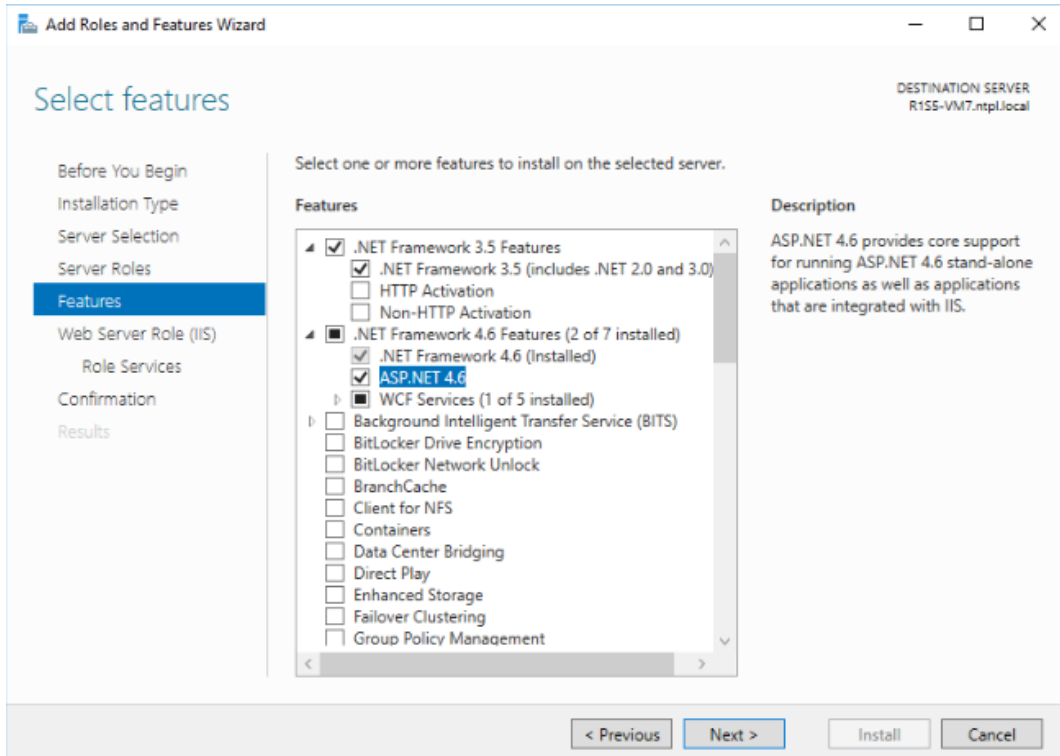 Add Roles and Features Wizard
Select features
DESTINATION SERVER
R1S5-VM7.ntpl.local
Before You Begin
Installation Type
Server Selection
Server Roles
Features
Web Server Role (IIS)
Role Services
Confirmation
Results
Select one or more features to install on the selected server.
Features
.NET Framework 3.5 Features
.NET Framework 3.5 (includes .NET 2.0 and 3.0)
HTTP Activation
Non-HTTP Activation
.NET Framework 4.6 Features (2 of 7 installed)
.NET Framework 4.6 (Installed)
ASP.NET 4.6
WCF Services (1 of 5 installed)
Background Intelligent Transfer Service (BITS)
BitLocker Drive Encryption
BitLocker Network Unlock
BranchCache
Client for NFS
Containers
Data Center Bridging
Direct Play
Enhanced Storage
Failover Clustering
Group Policy Management
Description
ASP.NET 4.6 provides core support
for running ASP.NET 4.6 stand-alone
applications as well as applications
that are integrated with IIS.
< Previous
Next >
Install
Cancel